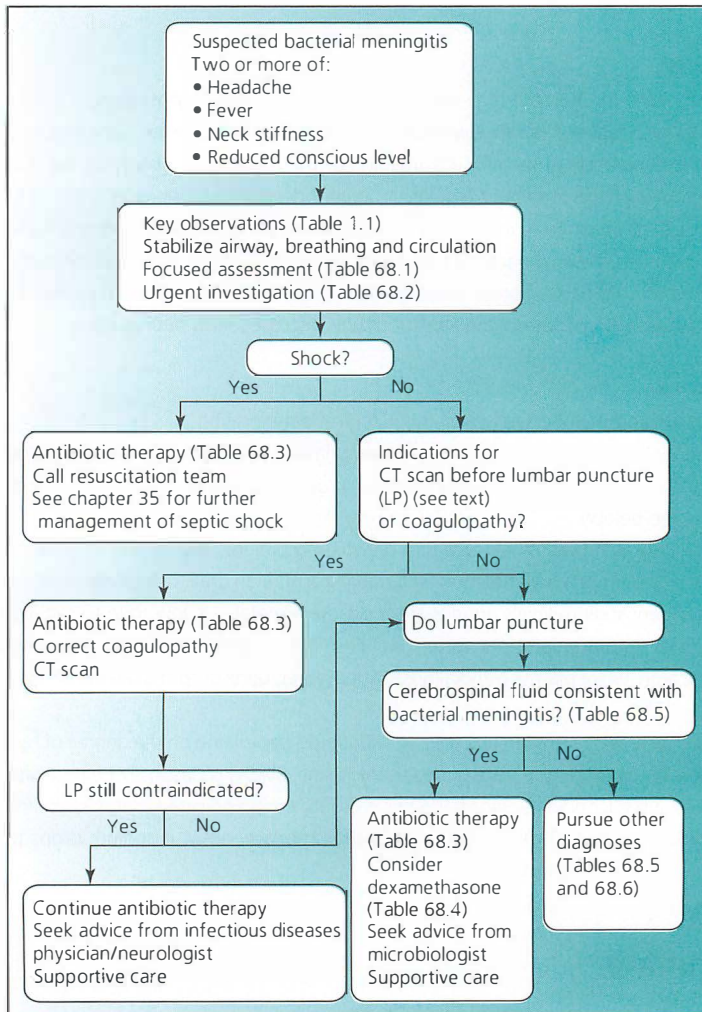 Suspected bacterial meningitis
Two or more of:
• Headache
• Fever
• Neck stiffness
• Reduced conscious level
Key observations (Table 1.1)
Stabilize airway, breathing and circulation
Focused assessment (Table 68.1)
Urgent investigation (Table 68.2)
Shock?
Yes
No
Antibiotic therapy (Table 68.3)
Call resuscitation team
See chapter 35 for further
management of septic shock
Indications for
CT scan before lumbar puncture
(LP) (see text)
or coagulopathy?
Yes
No
Antibiotic therapy (Table 68.3)
Correct coagulopathy
CT scan
Do lumbar puncture
Cerebrospinal fluid consistent with
bacterial meningitis? (Table 68.5)
Yes
No
LP still contraindicated?
Yes
No
Antibiotic therapy
(Table 68.3)
Consider
dexamethasone
(Table 68.4)
Seek advice from
microbiologist
Supportive care
Pursue other
diagnoses
(Tables 68.5
and 68.6)
Continue antibiotic therapy
Seek advice from infectious diseases
physician/neurologist
Supportive care